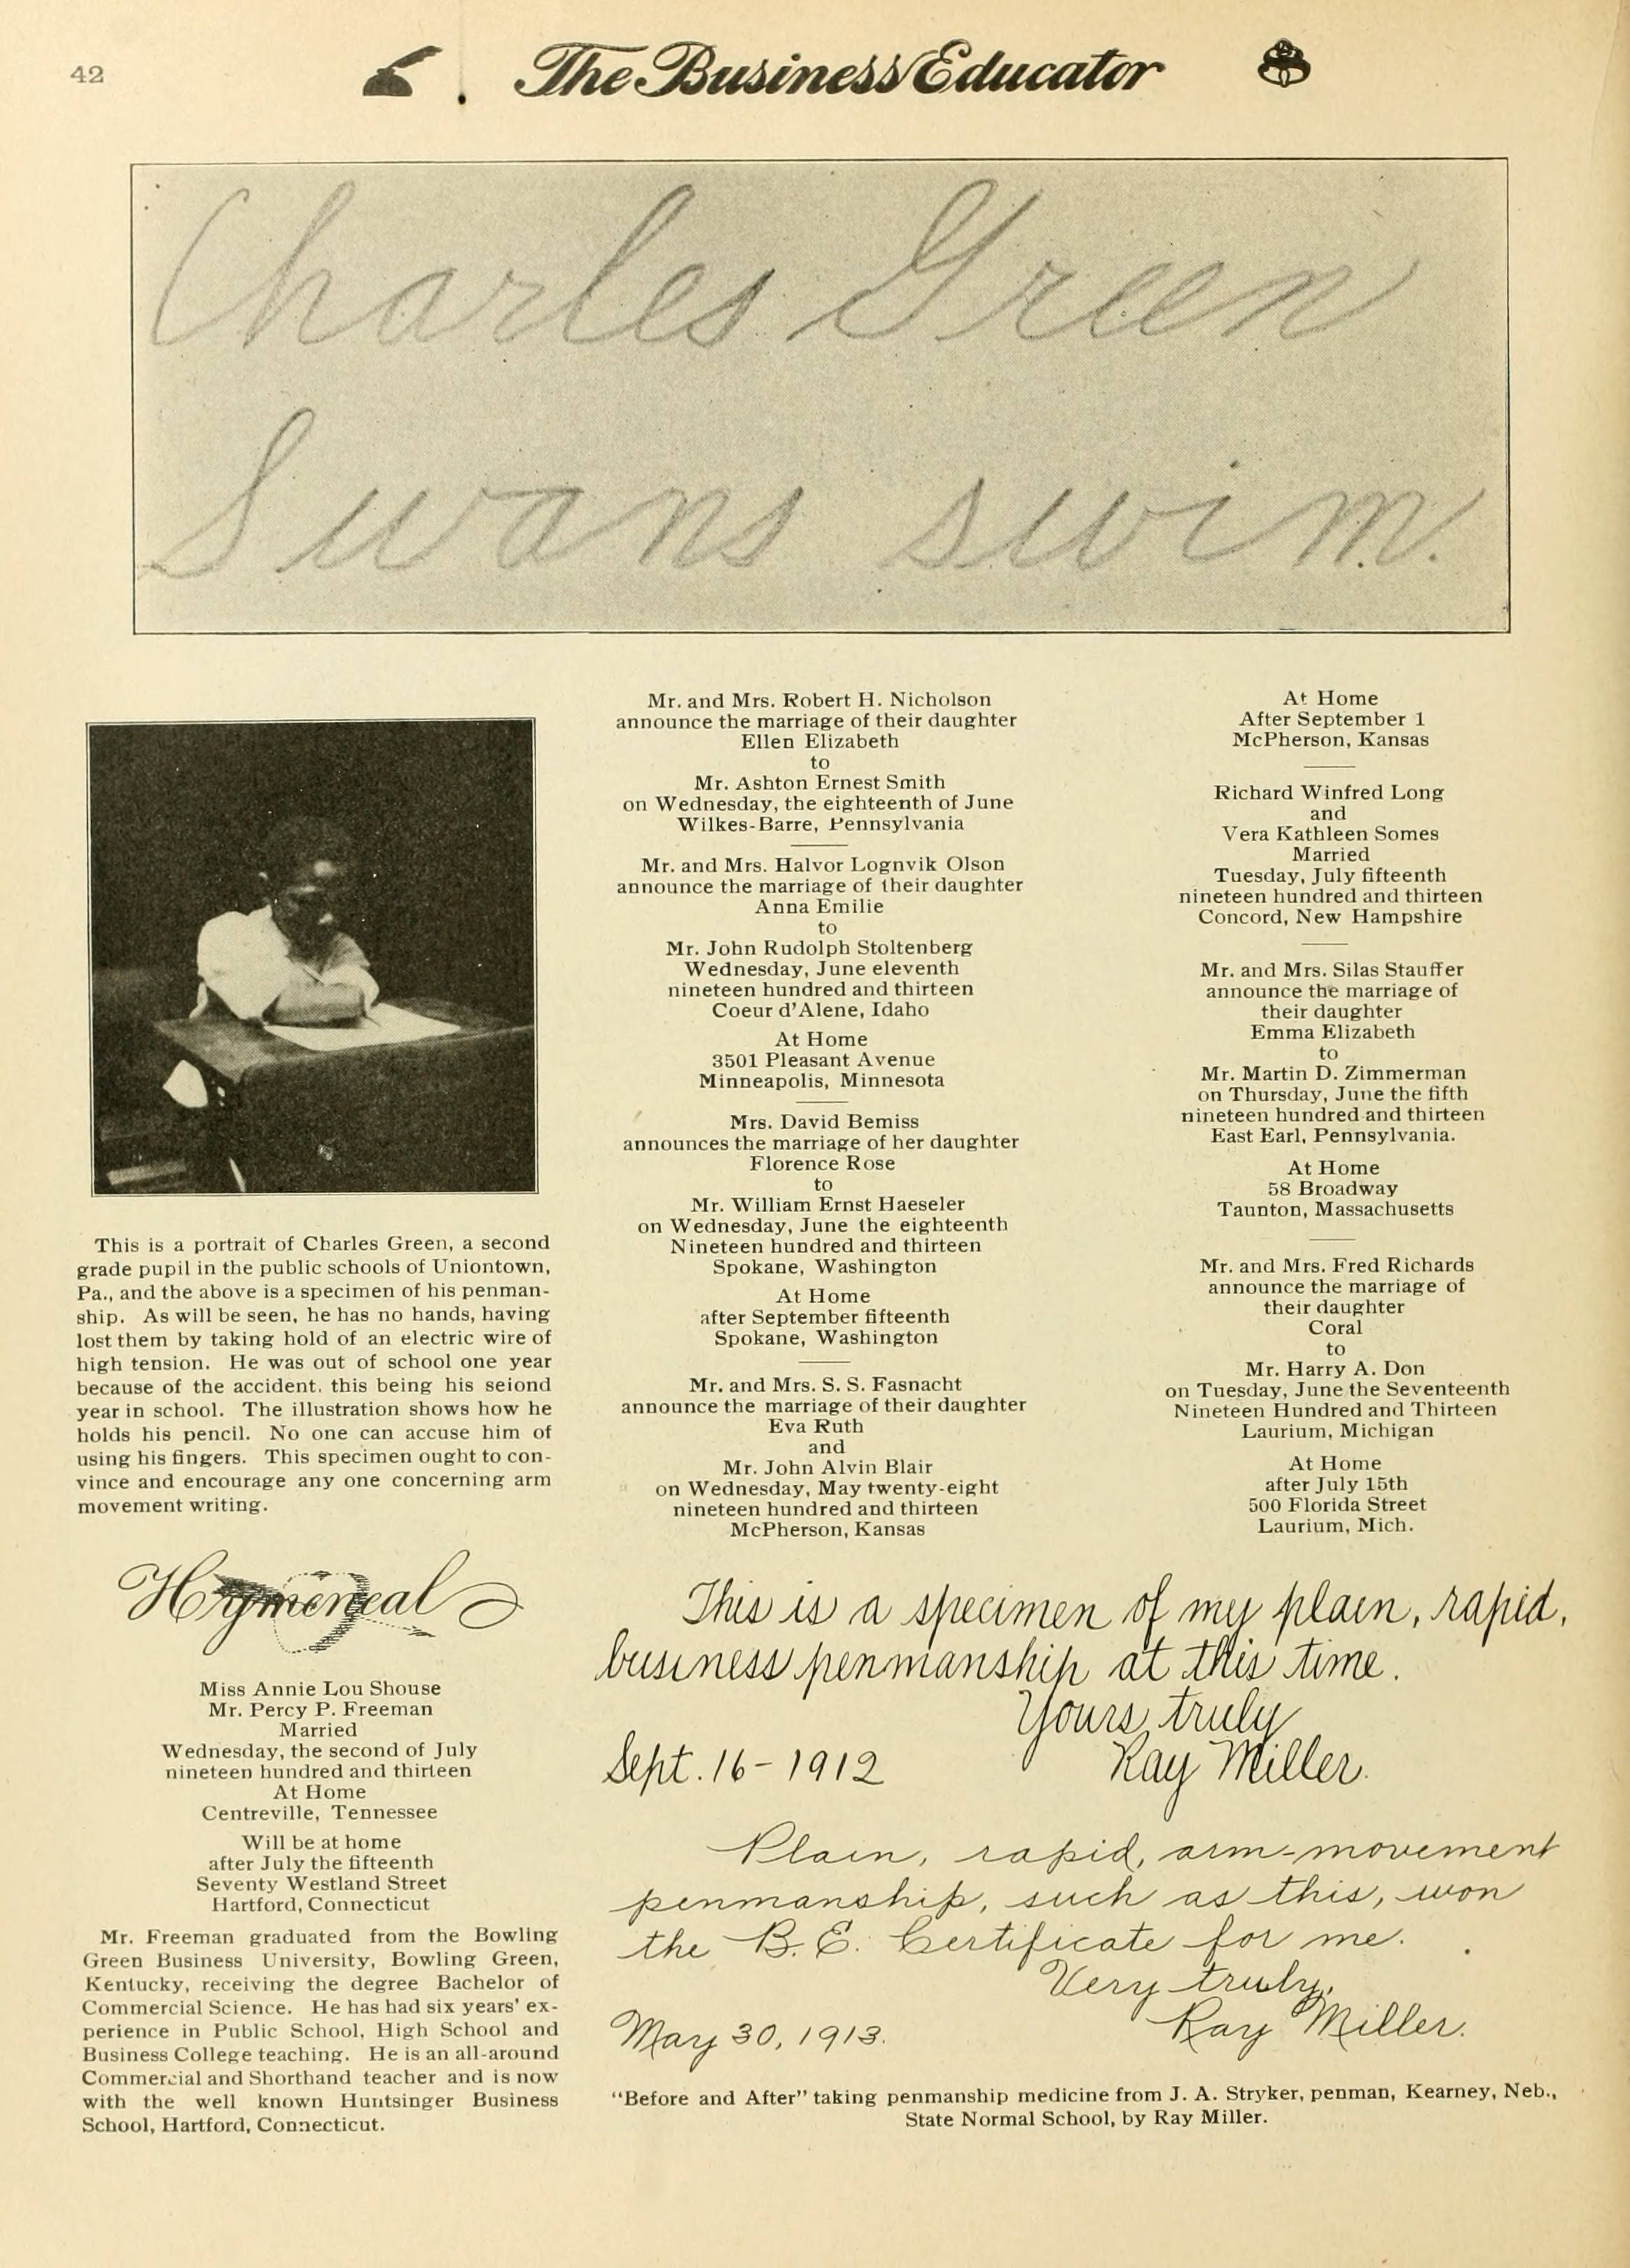 42
The Business Educator
Charles Green
Swans swim.
This is a portrait of Charles Green, a second
grade pupil in the public schools of Uniontown,
Pa., and the above is a specimen of his penman-
ship. As will be seen, he has no hands, having
lost them by taking hold of an electric wire of
high tension. He was out of school one year
because of the accident. this being his seiond
year in school. The illustration shows how he
holds his pencil. No one can accuse him of
using his fingers. This specimen ought to con-
vince and encourage any one concerning arm
movement writing.
Hymeneal
Miss Annie Lou Shouse
Mr. Percy P. Freeman
Married
Wednesday, the second of July
nineteen hundred and thirteen
At Home
Centreville, Tennessee
Will be at home
after July the fifteenth
Seventy Westland Street
Hartford, Connecticut
Mr. Freeman graduated from the Bowling
Green Business University, Bowling Green,
Kentucky, receiving the degree Bachelor of
Commercial Science. He has had six years' ex-
perience in Public School, High School and
Business College teaching. He is an all-around
Commercial and Shorthand teacher and is now
with the well known Huntsinger Business
School, Hartford, Connecticut.
Mr. and Mrs. Robert H. Nicholson
announce the marriage of their daughter
Ellen Elizabeth
to
Mr. Ashton Ernest Smith
on Wednesday, the eighteenth of June
Wilkes-Barre, Pennsylvania
Mr. and Mrs. Halvor Lognvik Olson
announce the marriage of their daughter
Anna Emilie
to
Mr. John Rudolph Stoltenberg
Wednesday, June eleventh
nineteen hundred and thirteen
Coeur d'Alene, Idaho
At Home
3501 Pleasant Avenue
Minneapolis, Minnesota
Mrs. David Bemiss
announces the marriage of her daughter
Florence Rose
to
Mr. William Ernst Haeseler
on Wednesday, June the eighteenth
Nineteen hundred and thirteen
Spokane, Washington
At Home
after September fifteenth
Spokane, Washington
Mr. and Mrs. S. S. Fasnacht
announce the marriage of their daughter
Eva Ruth
and
Mr. John Alvin Blair
on Wednesday, May twenty-eight
nineteen hundred and thirteen
McPherson, Kansas
At Home
After September 1
McPherson, Kansas
Richard Winfred Long
and
Vera Kathleen Somes
Married
Tuesday, July fifteenth
nineteen hundred and thirteen
Concord, New Hampshire
Mr. and Mrs. Silas Stauffer
announce the marriage of
their daughter
Emma Elizabeth
to
Mr. Martin D. Zimmerman
on Thursday, June the fifth
nineteen hundred and thirteen
East Earl, Pennsylvania.
At Home
58 Broadway
Taunton, Massachusetts
Mr. and Mrs. Fred Richards
announce the marriage of
their daughter
Coral
to
Mr. Harry A. Don
on Tuesday, June the Seventeenth
Nineteen Hundred and Thirteen
Laurium, Michigan
At Home
after July 15th
500 Florida Street
Laurium, Mich.
This is a specimen of my plain, rapid,
business penmanship at this time.
Yours truly
Sept. 16 - 1912 Ray Miller.
Plain, rapid, arm-movement
penmanship, such as this, won
the B. E. Certificate for me.
Very truly,
May 30, 1913. Ray Miller.
"Before and After" taking penmanship medicine from J. A. Stryker, penman, Kearney, Neb.,
State Normal School, by Ray Miller.